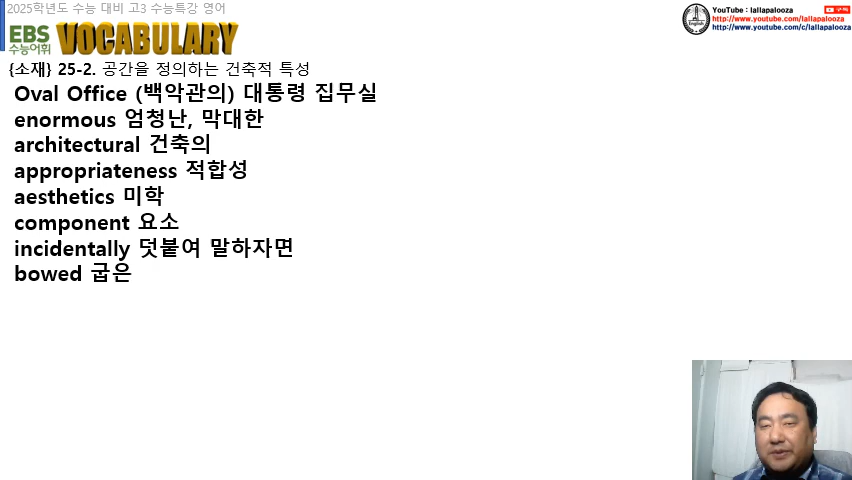 2025학년도 수능 대비 고3 수능특강 영어
EBS
수능어휘
VOCABULARY
English
YouTube : lallapalooza
구독
http://www.youtube.com/lallapalooza
http://www.youtube.com/c/lallapalooza
{소재} 25-2. 공간을 정의하는 건축적 특성
Oval Office (백악관의) 대통령 집무실
enormous 엄청난, 막대한
architectural 건축의
appropriateness 적합성
aesthetics 미학
component 요소
incidentally 덧붙여 말하자면
bowed 굽은